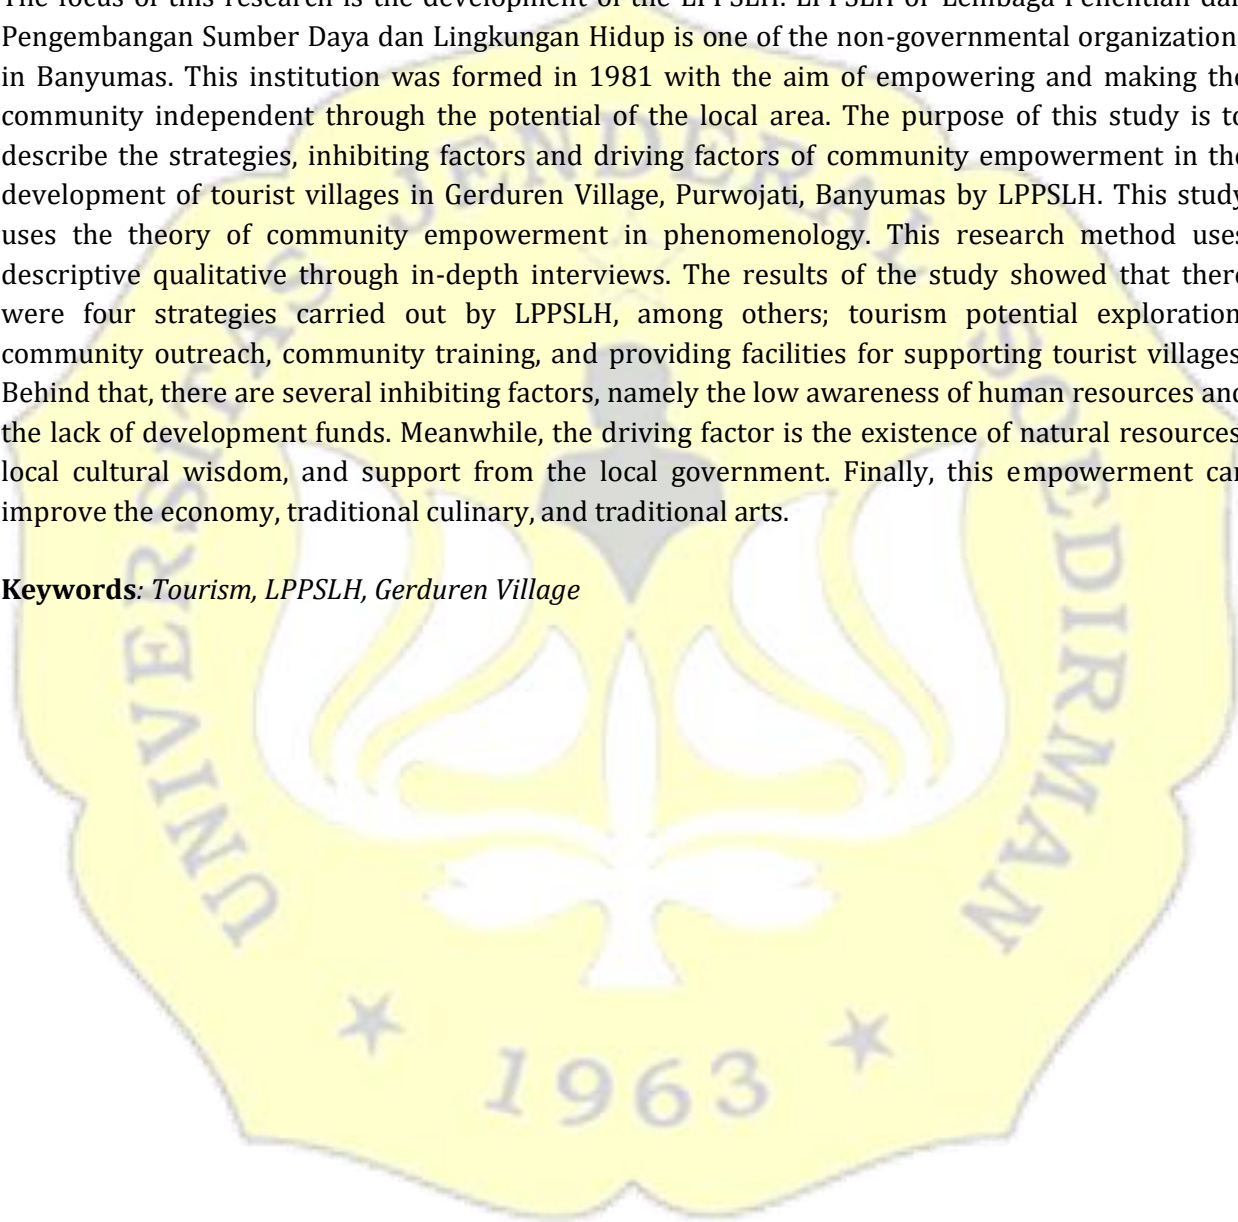 The focus of this research is the development of the LPPSLH. LPPSLH or Lembaga Penelitian dan
Pengembangan Sumber Daya dan Lingkungan Hidup is one of the non-governmental organization
in Banyumas. This institution was formed in 1981 with the aim of empowering and making the
community independent through the potential of the local area. The purpose of this study is to
describe the strategies, inhibiting factors and driving factors of community empowerment in the
development of tourist villages in Gerduren Village, Purwojati, Banyumas by LPPSLH. This study
uses the theory of community empowerment in phenomenology. This research method uses
descriptive qualitative through in-depth interviews. The results of the study showed that there
were four strategies carried out by LPPSLH, among others; tourism potential exploration
community outreach, community training, and providing facilities for supporting tourist villages
Behind that, there are several inhibiting factors, namely the low awareness of human resources and
the lack of development funds. Meanwhile, the driving factor is the existence of natural resources
local cultural wisdom, and support from the local government. Finally, this empowerment can
improve the economy, traditional culinary, and traditional arts.
Keywords: Tourism, LPPSLH, Gerduren Village
UNIVERSITAS JENDERAL SOEDIRMAN
1963